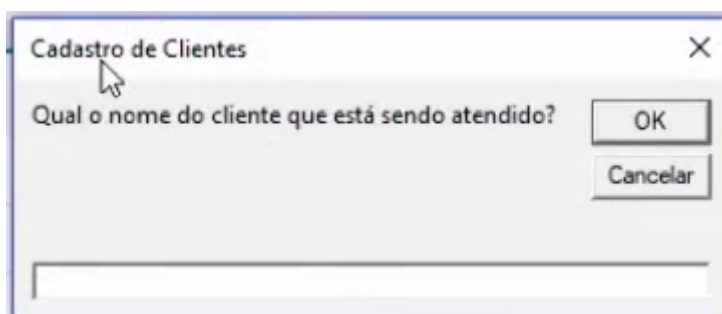 Cadastro de Clientes
Qual o nome do cliente que está sendo atendido?
OK
Cancelar